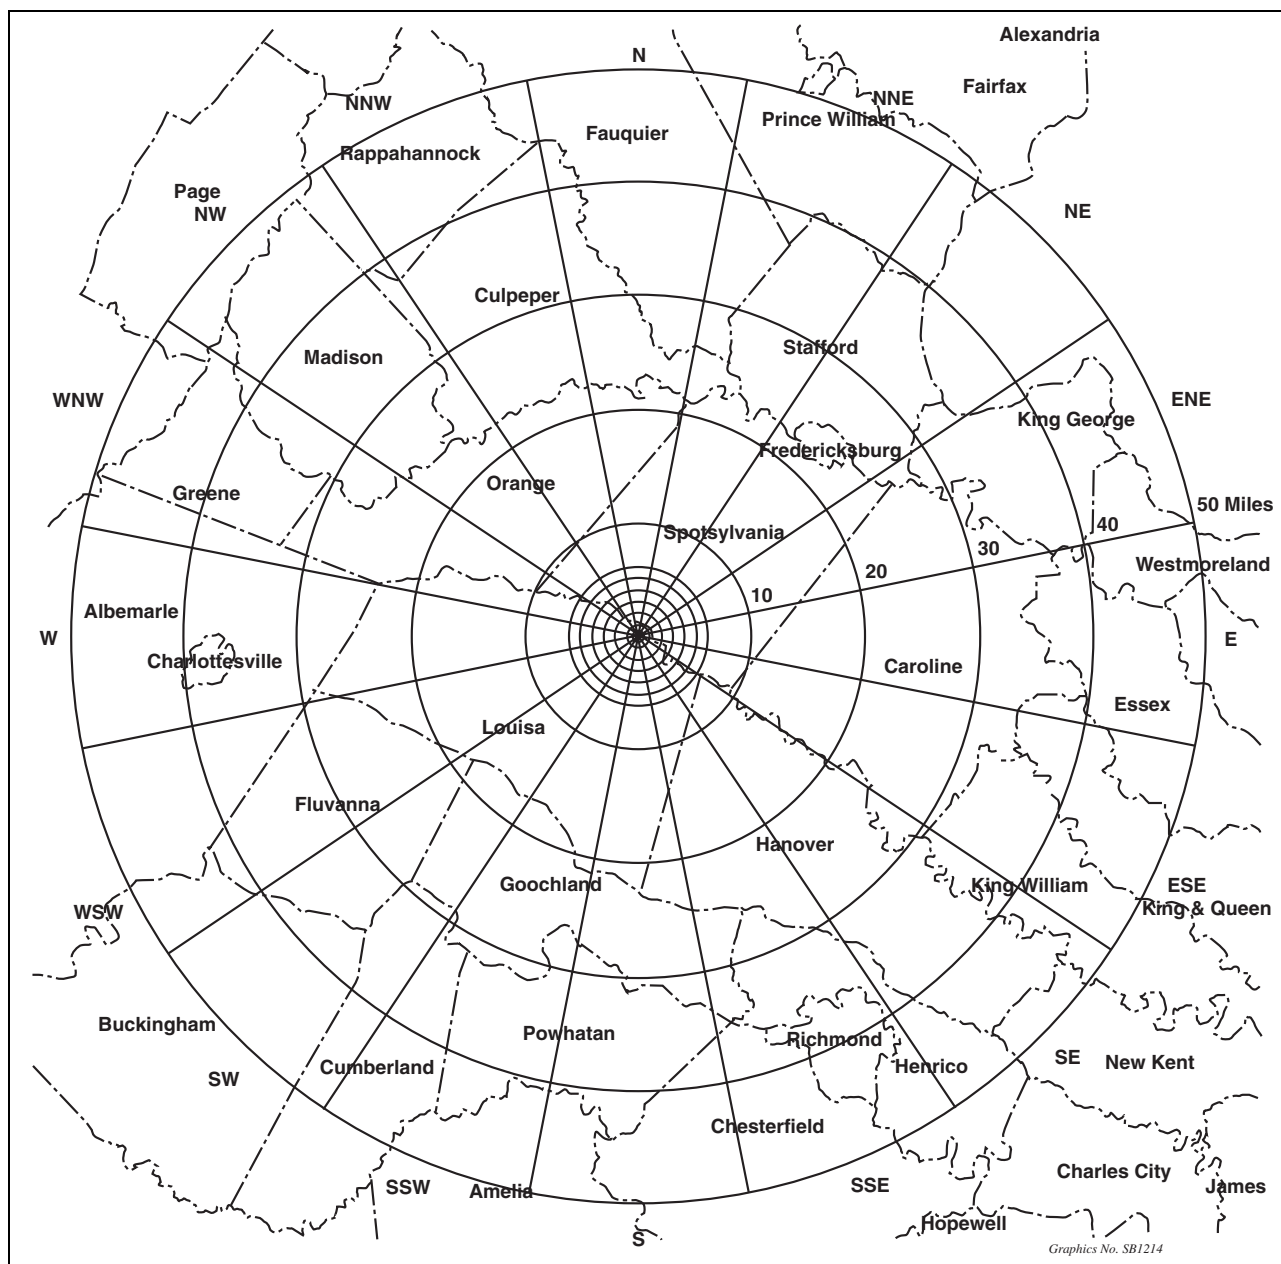 Alexandria
N
Fairfax
NNW
NNE
Prince William
Fauquier
Rappahannock
Page
NW
NE
Culpeper
Stafford
Madison
WNW
ENE
King George
Fredericksburg
Orange
Greene
50 Miles
40
Spotsylvania
30
Westmoreland
20
10
Albemarle
W
E
Charlottesville
Caroline
Essex
Louisa
Fluvanna
Hanover
Goochland
King William
ESE
WSW
King & Queen
Buckingham
Powhatan
Richmond
SE
New Kent
Cumberland
Henrico
SW
Chesterfield
Charles City
SSW
Amelia
SSE
James
Hopewell
S
Graphics No. SB1214